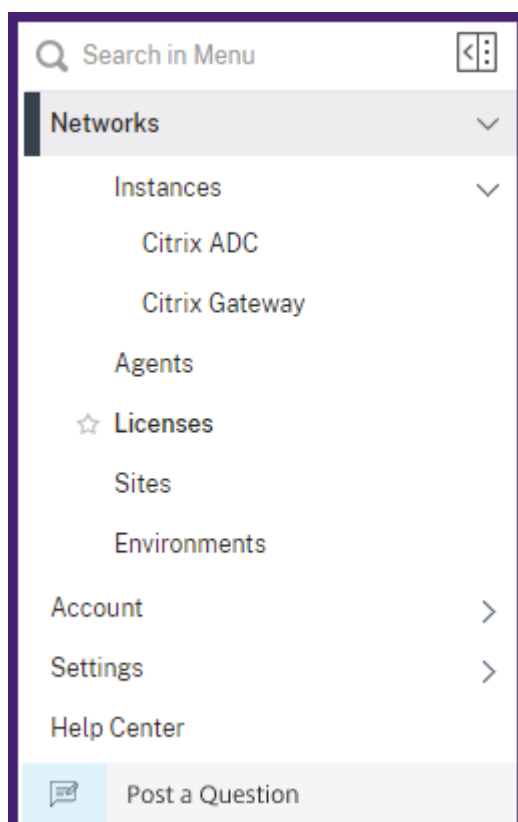 Search in Menu
Networks
Instances
Citrix ADC
Citrix Gateway
Agents
Licenses
Sites
Environments
Account
Settings
Help Center
Post a Question